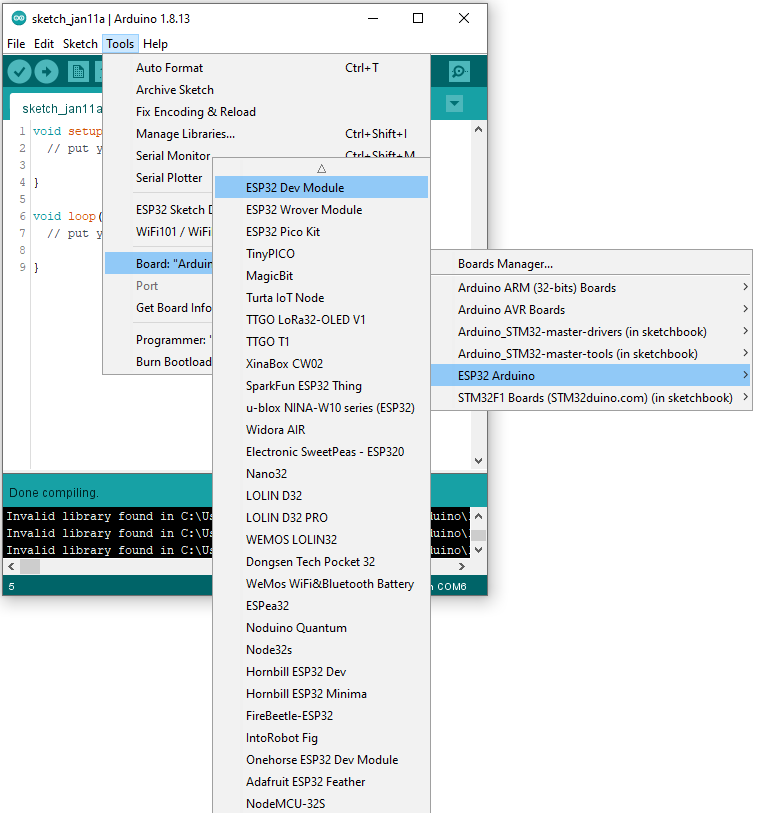 sketch_jan11a | Arduino 1.8.13
File Edit Sketch Tools Help
sketch_jan11a
1 void setup
2 // put y
3
4 }
5
6 void loop(
7 // put y
8
9 }
Auto Format Ctrl+T
Archive Sketch
Fix Encoding & Reload
Manage Libraries... Ctrl+Shift+I
Serial Monitor Ctrl+Shift+M
Serial Plotter
ESP32 Sketch D
WiFi101 / WiFi
Board: "Arduin
Port
Get Board Info
Programmer: "
Burn Bootload
△
ESP32 Dev Module
ESP32 Wrover Module
ESP32 Pico Kit
TinyPICO
MagicBit
Turta IoT Node
TTGO LoRa32-OLED V1
TTGO T1
XinaBox CW02
SparkFun ESP32 Thing
u-blox NINA-W10 series (ESP32)
Widora AIR
Electronic SweetPeas - ESP320
Nano32
LOLIN D32
LOLIN D32 PRO
WEMOS LOLIN32
Dongsen Tech Pocket 32
WeMos WiFi&Bluetooth Battery
ESPea32
Noduino Quantum
Node32s
Hornbill ESP32 Dev
Hornbill ESP32 Minima
FireBeetle-ESP32
IntoRobot Fig
Onehorse ESP32 Dev Module
Adafruit ESP32 Feather
NodeMCU-32S
Boards Manager...
Arduino ARM (32-bits) Boards
Arduino AVR Boards
Arduino_STM32-master-drivers (in sketchbook)
Arduino_STM32-master-tools (in sketchbook)
ESP32 Arduino
STM32F1 Boards (STM32duino.com) (in sketchbook)
Done compiling.
Invalid library found in C:\Us duino\
Invalid library found in C:\Us duino\
Invalid library found in C:\Us duino\
5 COM6